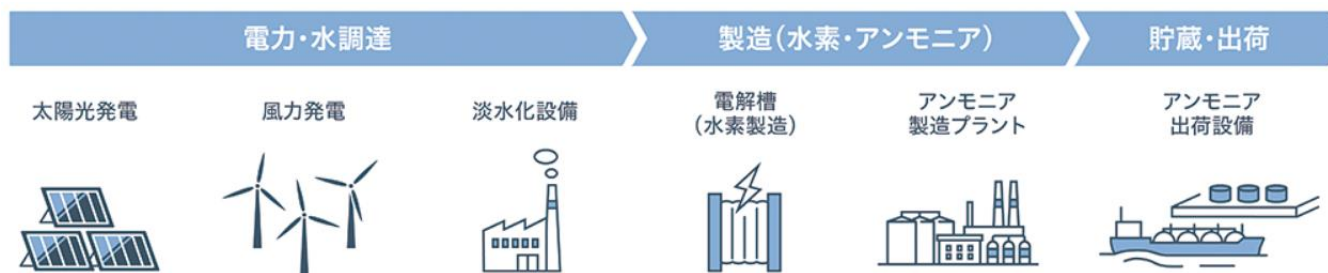 電力・水調達
製造(水素・アンモニア)
貯蔵・出荷
太陽光発電
風力発電
淡水化設備
電解槽
(水素製造)
アンモニア
製造プラント
アンモニア
出荷設備